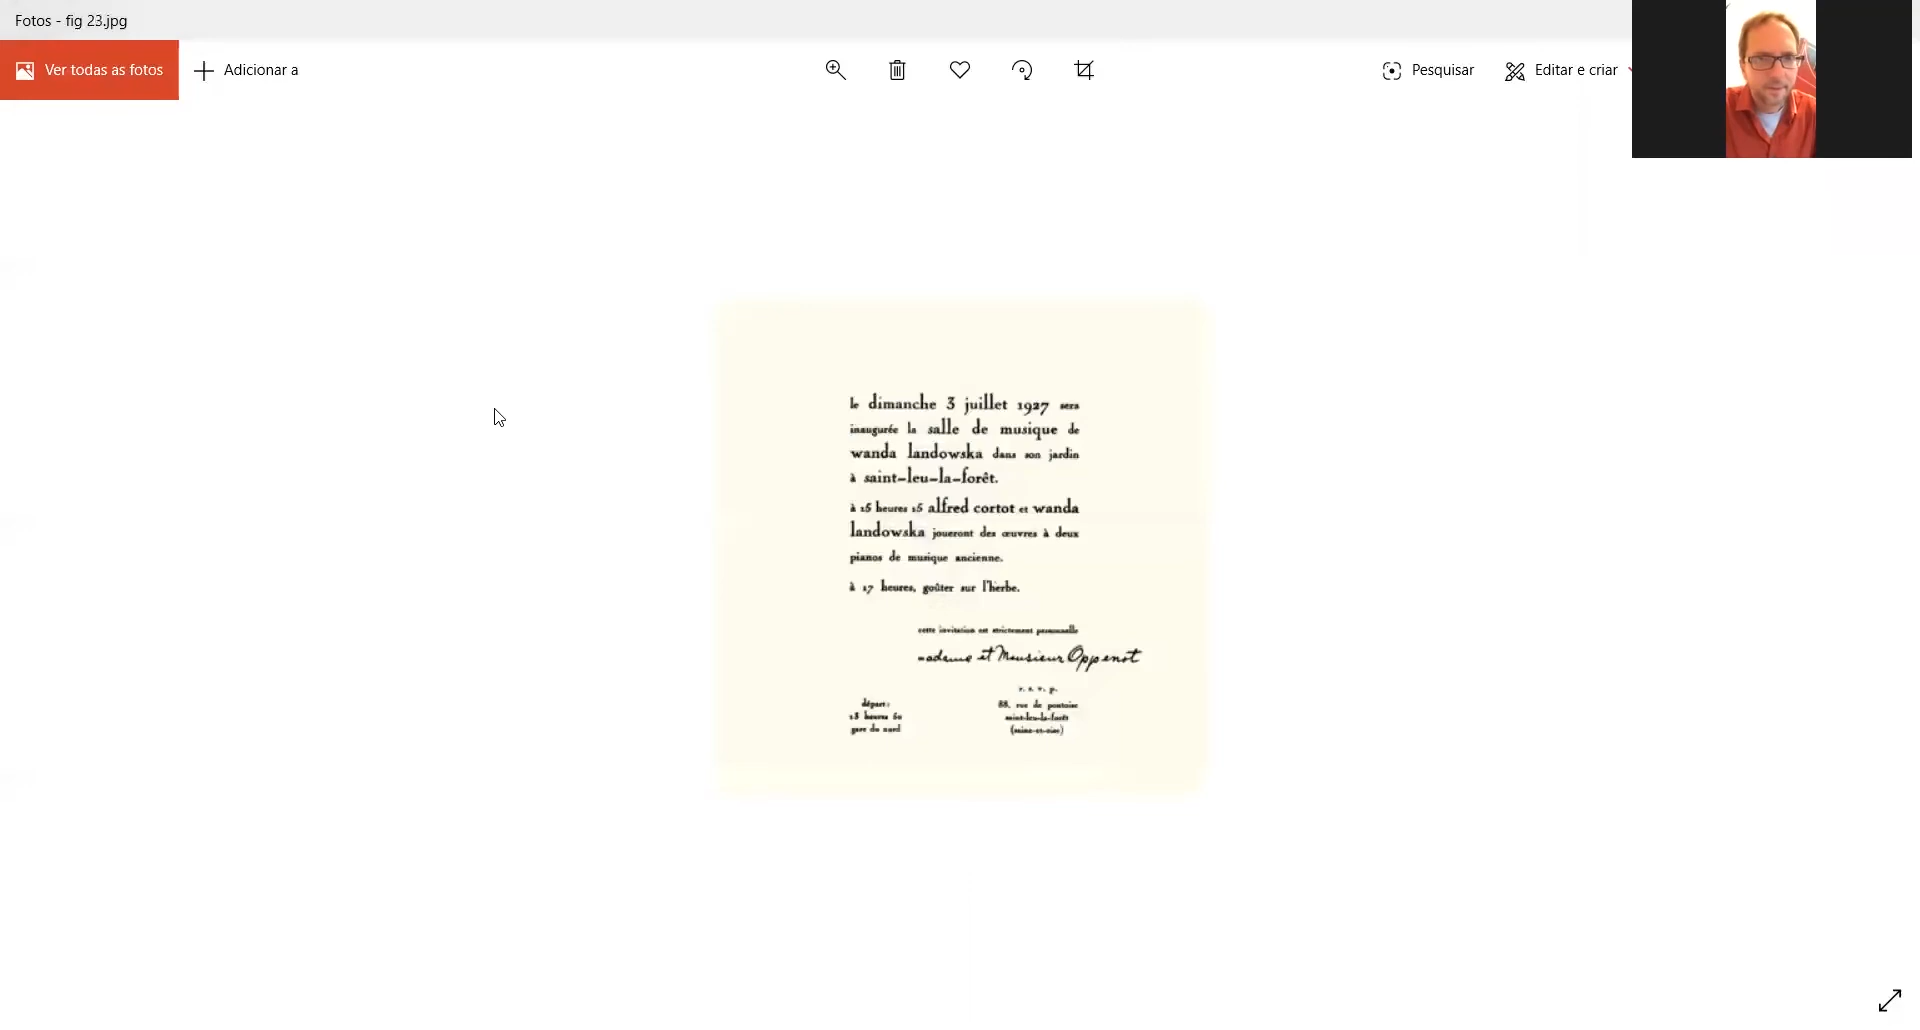 Fotos - fig 23.jpg
Ver todas as fotos
Adicionar a
Pesquisar
Editar e criar
le dimanche 3 juillet 1927 sera
inaugurée la salle de musique de
wanda landowska dans son jardin
à saint-leu-la-forêt.
à 15 heures 15 alfred cortot et wanda
landowska joueront des œuvres à deux
pianos de musique ancienne.
à 17 heures, goûter sur l'herbe.
cette invitation est strictement personnelle
madame et Monsieur Oppenot
r. s. v. p.
départ:
13 heures 50
gare du nord
88, rue de pontoise
saint-leu-la-forêt
(seine-et-oise)